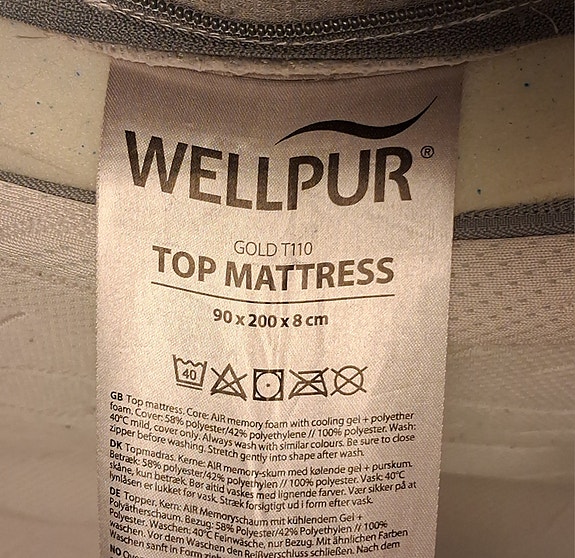 WELLPUR®
GOLD T110
TOP MATTRESS
90 x 200 x 8 cm
40
GB Top mattress. Core: AIR memory foam with cooling gel + polyether
foam. Cover: 58% polyester/42% polyethylene // 100% polyester. Wash:
40°C mild, cover only. Always wash with similar colours. Be sure to close
zipper before washing. Stretch gently into shape after wash.
DK Topmadras. Kerne: AIR memory-skum med kølende gel + purskum.
Betræk: 58% polyester/42% polyethylen // 100% polyester. Vask: 40°C
skåne, kun betræk. Bør altid vaskes med lignende farver. Vær sikker på at
lynlåsen er lukket før vask. Stræk forsigtigt ud i form efter vask.
DE Topper. Kern: AIR Memoryschaum mit kühlendem Gel +
Polyätherschaum. Bezug: 58% Polyester/42% Polyethylen // 100%
Polyester. Waschen: 40°C Feinwäsche, nur Bezug. Mit ähnlichen Farben
waschen. Vor dem Waschen den Reißverschluss schließen. Nach dem
Waschen sanft in Form
NO